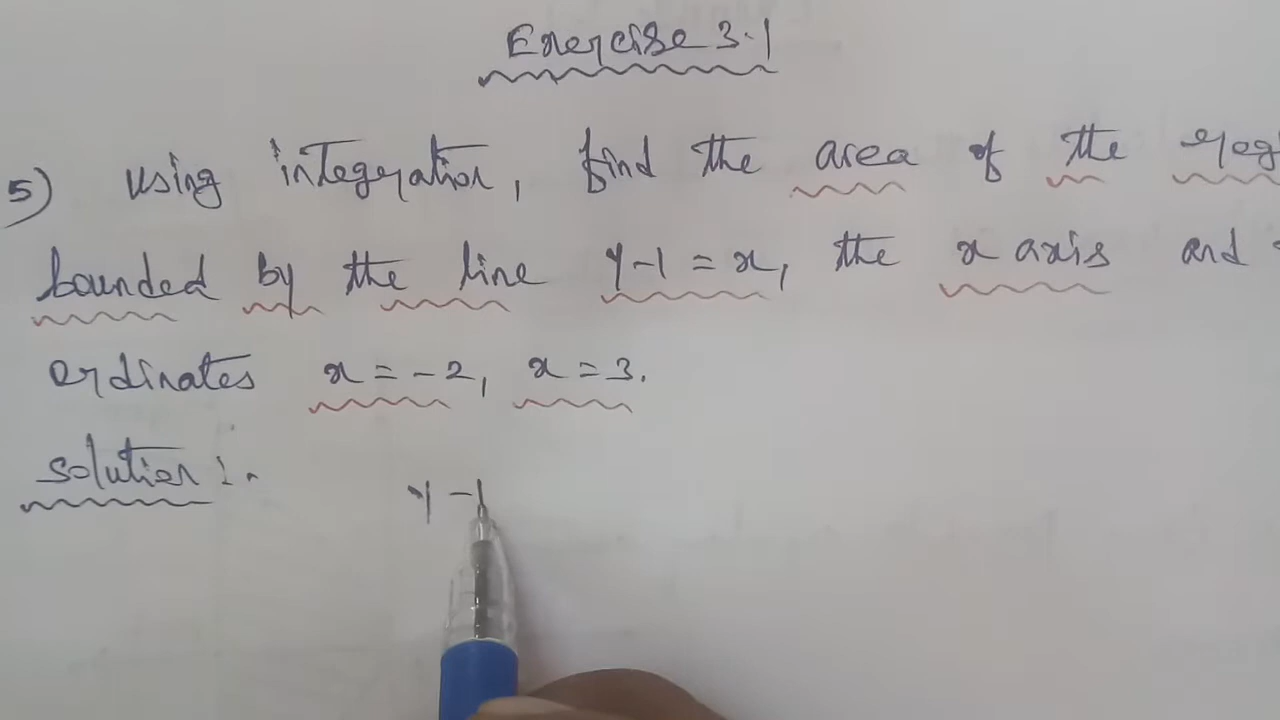 Exercise 3.1
5) Using integration, find the area of the reg
bounded by the line y-1 = x, the x axis and
ordinates x = -2, x = 3.
Solution :-
y -1